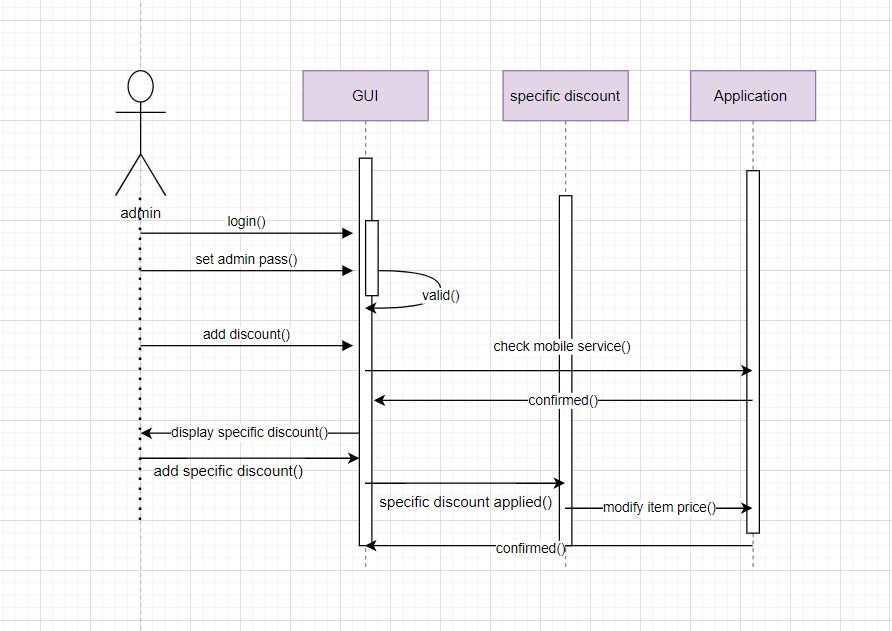 GUI
specific discount
Application
admin
login()
set admin pass()
valid()
add discount()
check mobile service()
confirmed()
display specific discount()
add specific discount()
specific discount applied()
modify item price()
confirmed()